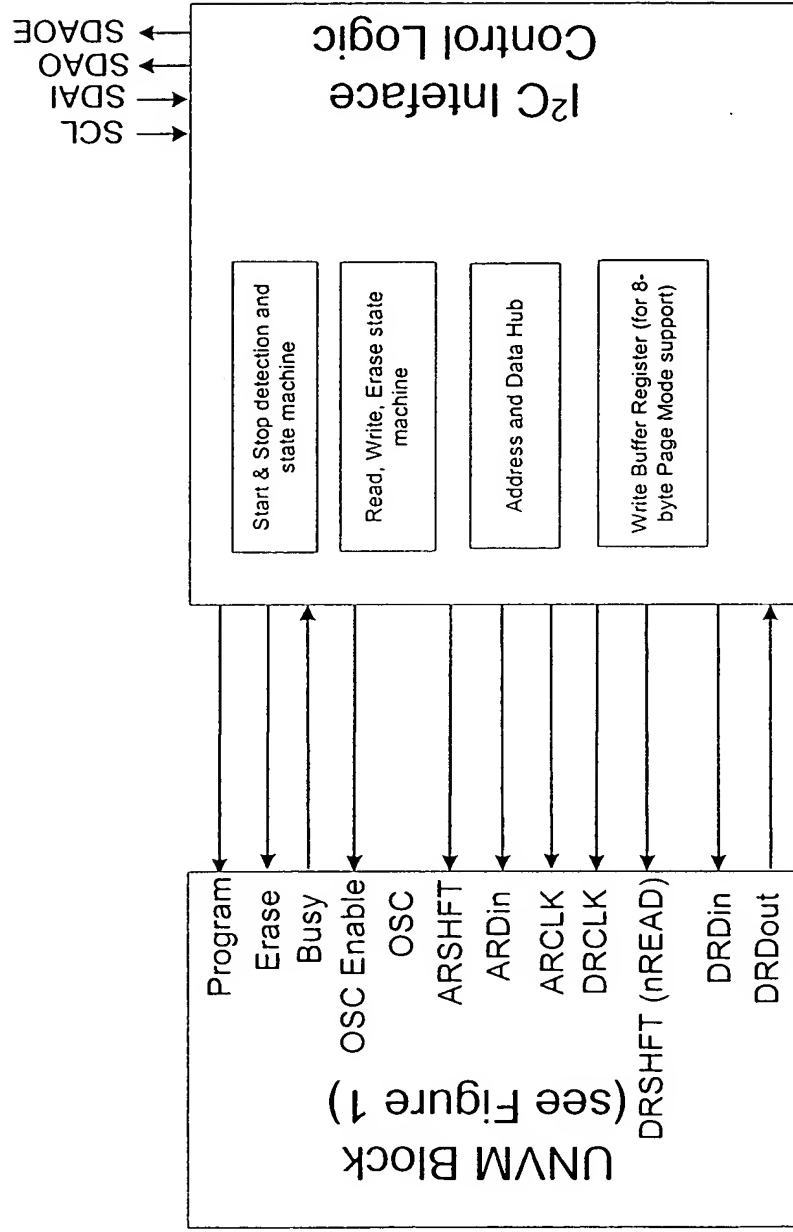 SDAOE
SDAO
SDAI
SCL
I²C Interface
Control Logic
Start & Stop detection and
state machine
Read, Write, Erase state
machine
Address and Data Hub
Write Buffer Register (for 8-
byte Page Mode support)
Program
Erase
Busy
OSC Enable
OSC
ARSHFT
ARDin
ARCLK
DRCLK
DRSHFT (nREAD)
DRDin
DRDout
UNVM Block
(see Figure 1)